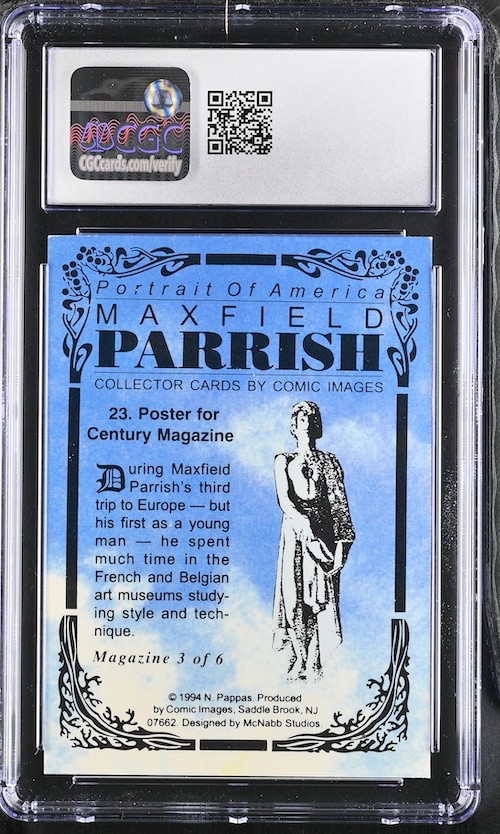 CGC
CGCcards.com/verify
Portrait Of America
MAXFIELD
PARRISH
COLLECTOR CARDS BY COMIC IMAGES
23. Poster for
Century Magazine
During Maxfieid
Parrish's third
trip to Europe — but
his first as a young
man — he spent
much time in the
French and Belgian
art museums study-
ing style and tech-
nique.
Magazine 3 of 6
© 1994 N. Pappas. Produced
by Comic Images, Saddle Brook, NJ
07662. Designed by McNabb Studios.